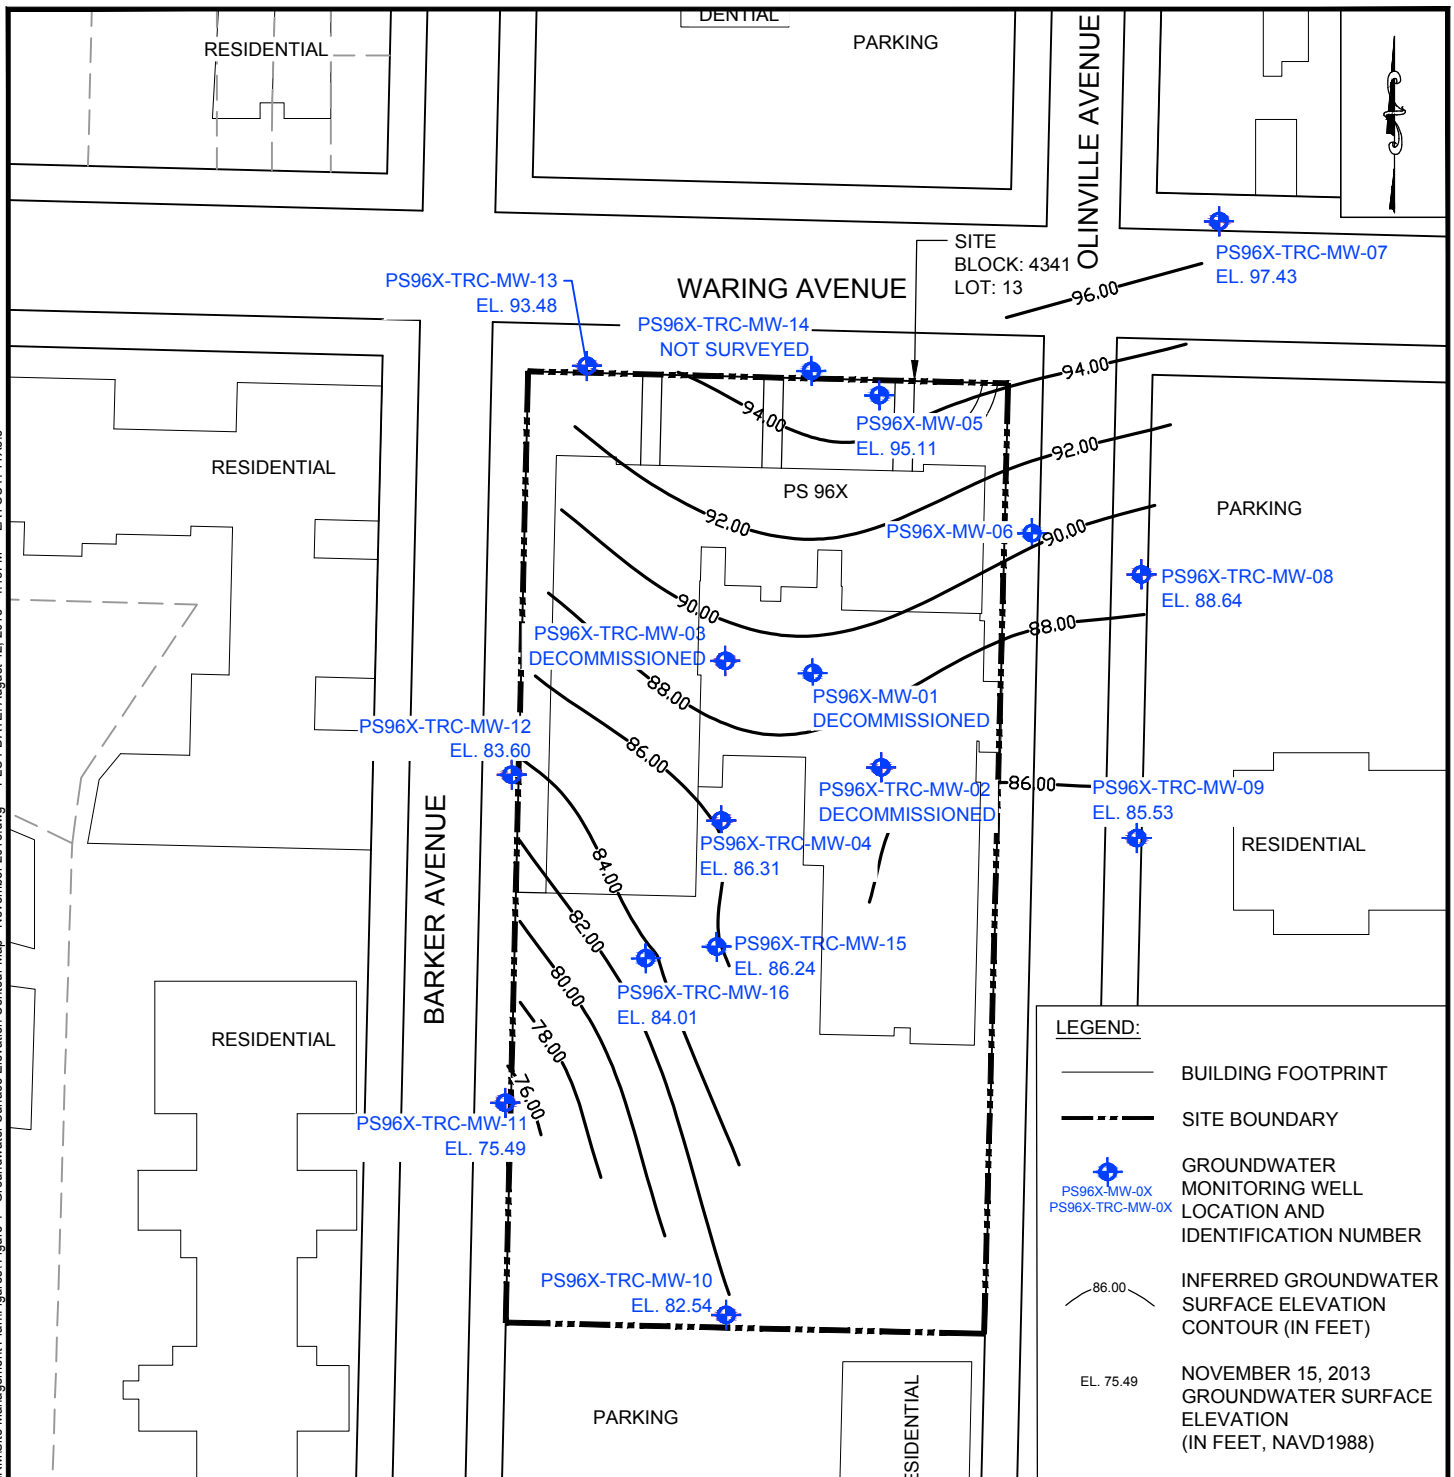 DENTIAL
RESIDENTIAL
PARKING
OLINVILLE AVENUE
PS96X-TRC-MW-07
EL. 97.43
SITE
BLOCK: 4341
LOT: 13
WARING AVENUE
96.00
PS96X-TRC-MW-13
EL. 93.48
PS96X-TRC-MW-14
NOT SURVEYED
94.00
94.00
PS96X-MW-05
EL. 95.11
92.00
RESIDENTIAL
PS 96X
PARKING
92.00
PS96X-MW-06
90.00
PS96X-TRC-MW-08
EL. 88.64
90.00
88.00
PS96X-TRC-MW-03
DECOMMISSIONED
88.00
PS96X-MW-01
DECOMMISSIONED
PS96X-TRC-MW-12
EL. 83.60
86.00
86.00
PS96X-TRC-MW-02
DECOMMISSIONED
PS96X-TRC-MW-09
EL. 85.53
RESIDENTIAL
PS96X-TRC-MW-04
EL. 86.31
84.00
BARKER AVENUE
82.00
PS96X-TRC-MW-15
EL. 86.24
80.00
PS96X-TRC-MW-16
EL. 84.01
RESIDENTIAL
78.00
76.00
PS96X-TRC-MW-11
EL. 75.49
PS96X-TRC-MW-10
EL. 82.54
PARKING
ESIDENTIAL
LEGEND:
BUILDING FOOTPRINT
SITE BOUNDARY
PS96X-MW-0X
PS96X-TRC-MW-0X
GROUNDWATER
MONITORING WELL
LOCATION AND
IDENTIFICATION NUMBER
86.00
INFERRED GROUNDWATER
SURFACE ELEVATION
CONTOUR (IN FEET)
EL. 75.49
NOVEMBER 15, 2013
GROUNDWATER SURFACE
ELEVATION
(IN FEET, NAVD1988)